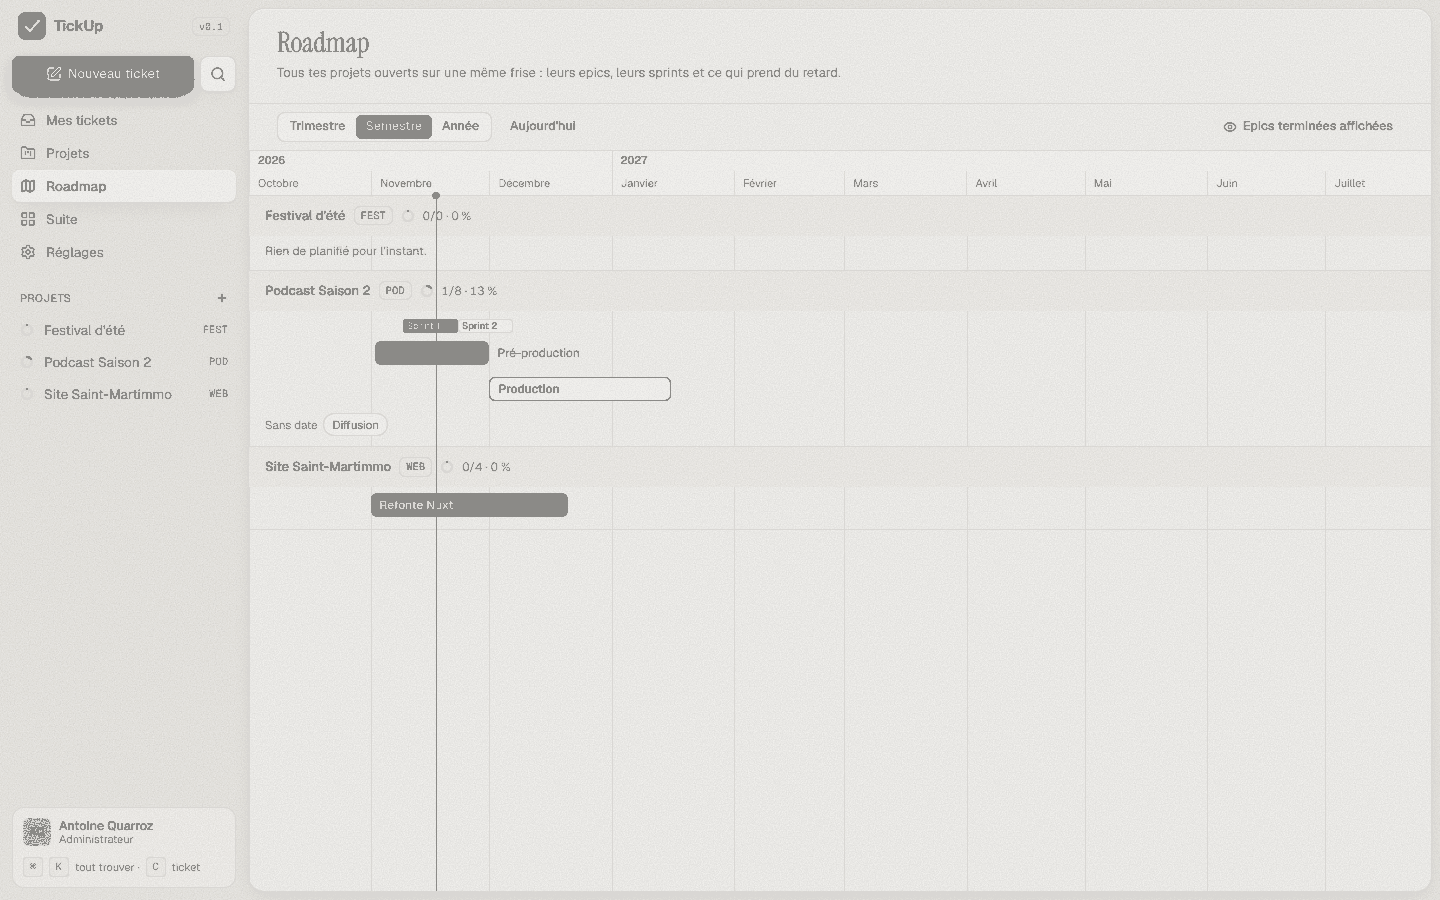 TickUp v0.1
Nouveau ticket
Mes tickets
Projets
Roadmap
Suite
Réglages
PROJETS +
Festival d'été FEST
Podcast Saison 2 POD
Site Saint-Martimmo WEB
Antoine Quarroz
Administrateur
⌘ K tout trouver · C ticket
Roadmap
Tous tes projets ouverts sur une même frise : leurs epics, leurs sprints et ce qui prend du retard.
Trimestre Semestre Année Aujourd'hui Epics terminées affichées
2026 2027
Octobre Novembre Décembre Janvier Février Mars Avril Mai Juin Juillet
Festival d'été FEST 0/0 · 0 %
Rien de planifié pour l'instant.
Podcast Saison 2 POD 1/8 · 13 %
Sprint 1 Sprint 2
Pré-production
Production
Sans date Diffusion
Site Saint-Martimmo WEB 0/4 · 0 %
Refonte Nuxt